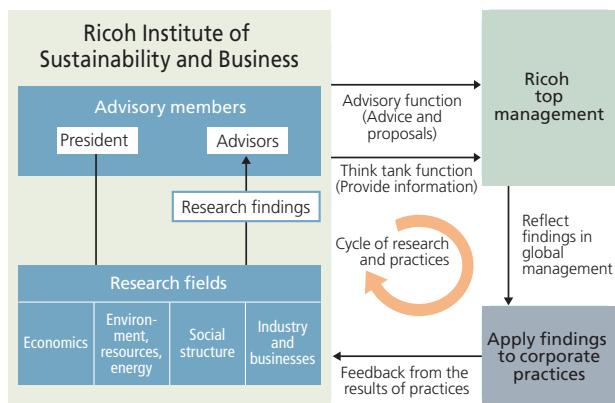 Ricoh Institute of
Sustainability and Business
Advisory members
President
Advisors
Research findings
Research fields
Economics
Environ-
ment,
resources,
energy
Social
structure
Industry
and
businesses
Advisory function
(Advice and
proposals)
Think tank function
(Provide information)
Cycle of research
and practices
Feedback from the
results of practices
Ricoh
top
management
Reflect
findings in
global
management
Apply findings
to corporate
practices